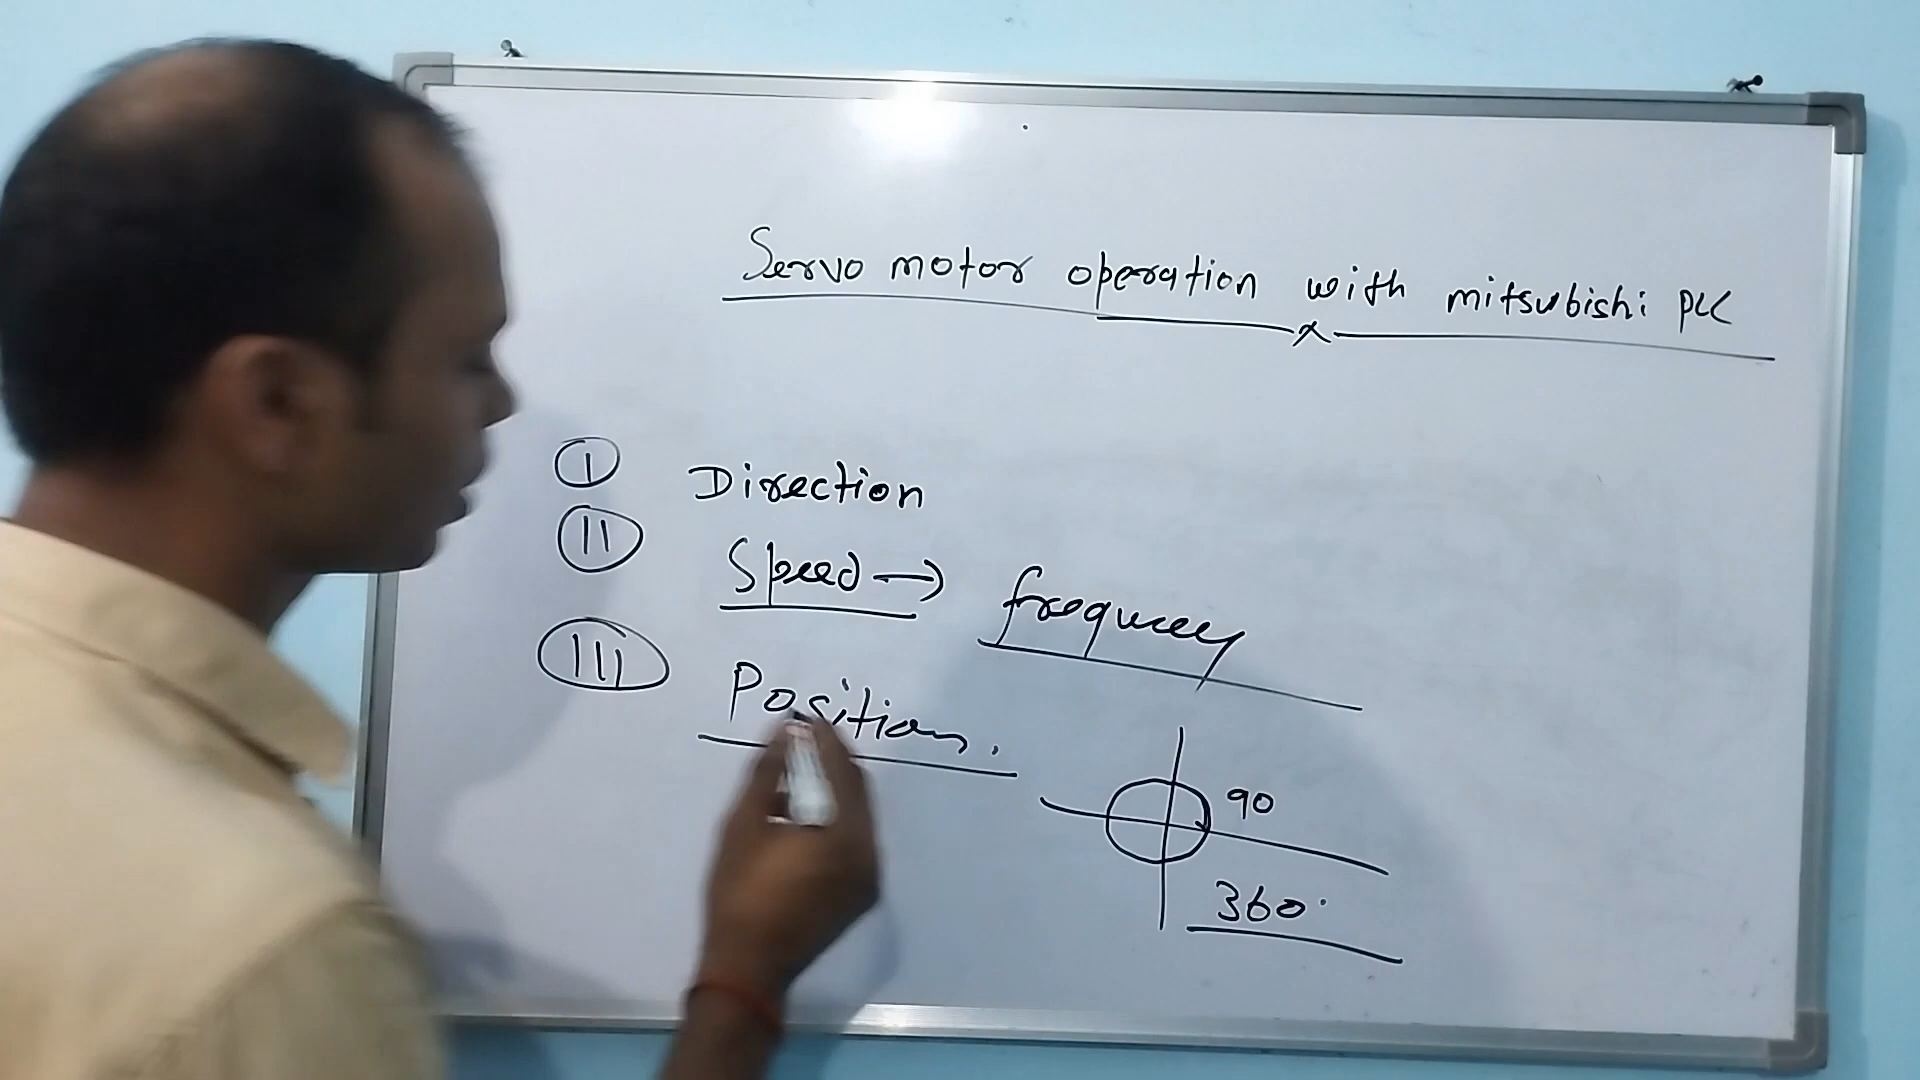 Servo motor operation with mitsubishi PLC
I Direction
II Speed → frequency
III Position.
90
360°